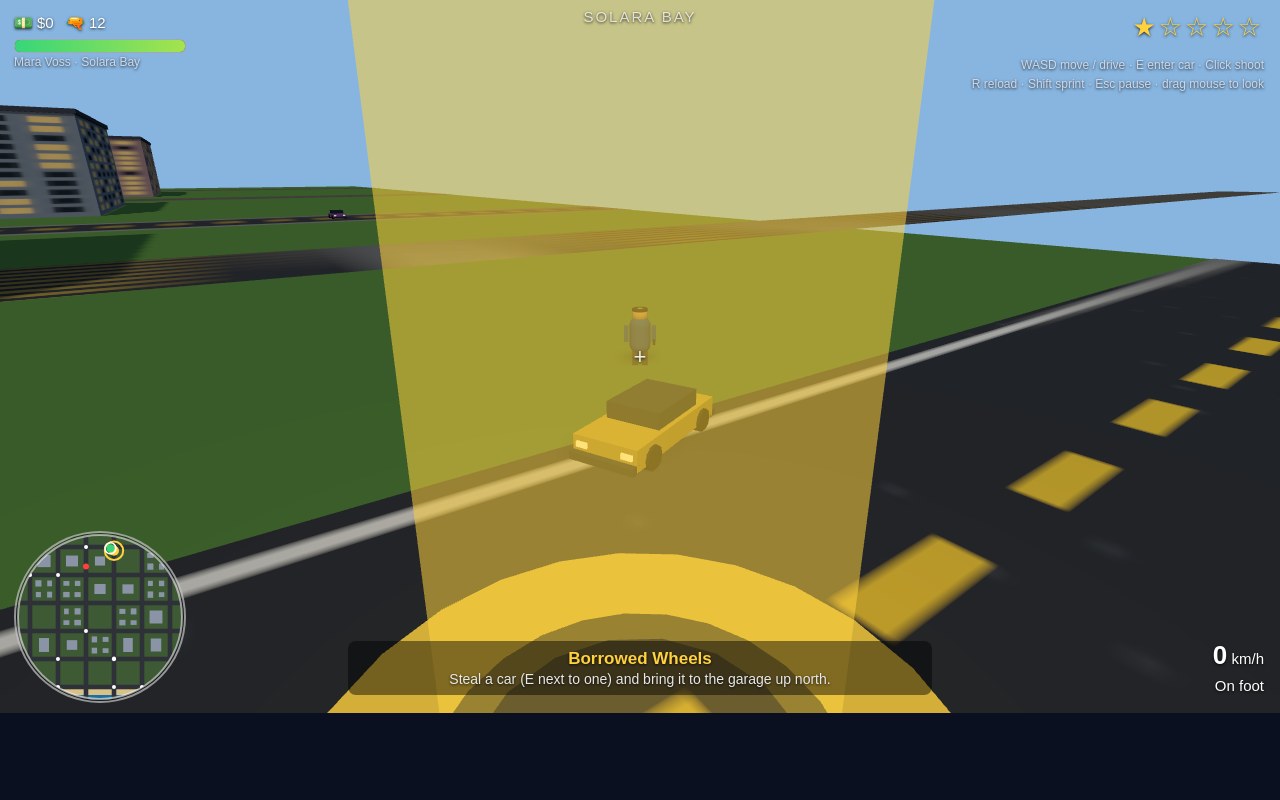 $0 12
SOLARA BAY
Mara Voss · Solara Bay
WASD move / drive · E enter car · Click shoot
R reload · Shift sprint · Esc pause · drag mouse to look
Borrowed Wheels
Steal a car (E next to one) and bring it to the garage up north.
0 km/h
On foot